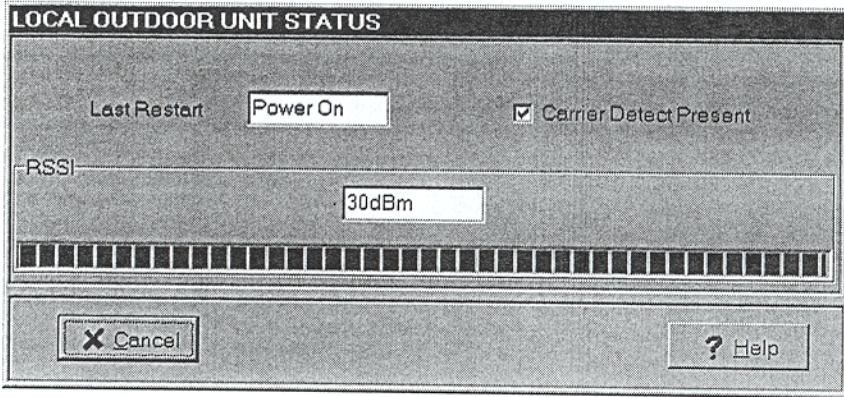 LOCAL OUTDOOR UNIT STATUS
Last Restart Power On Carrier Detect Present
RSSI
30dBm
Cancel Help